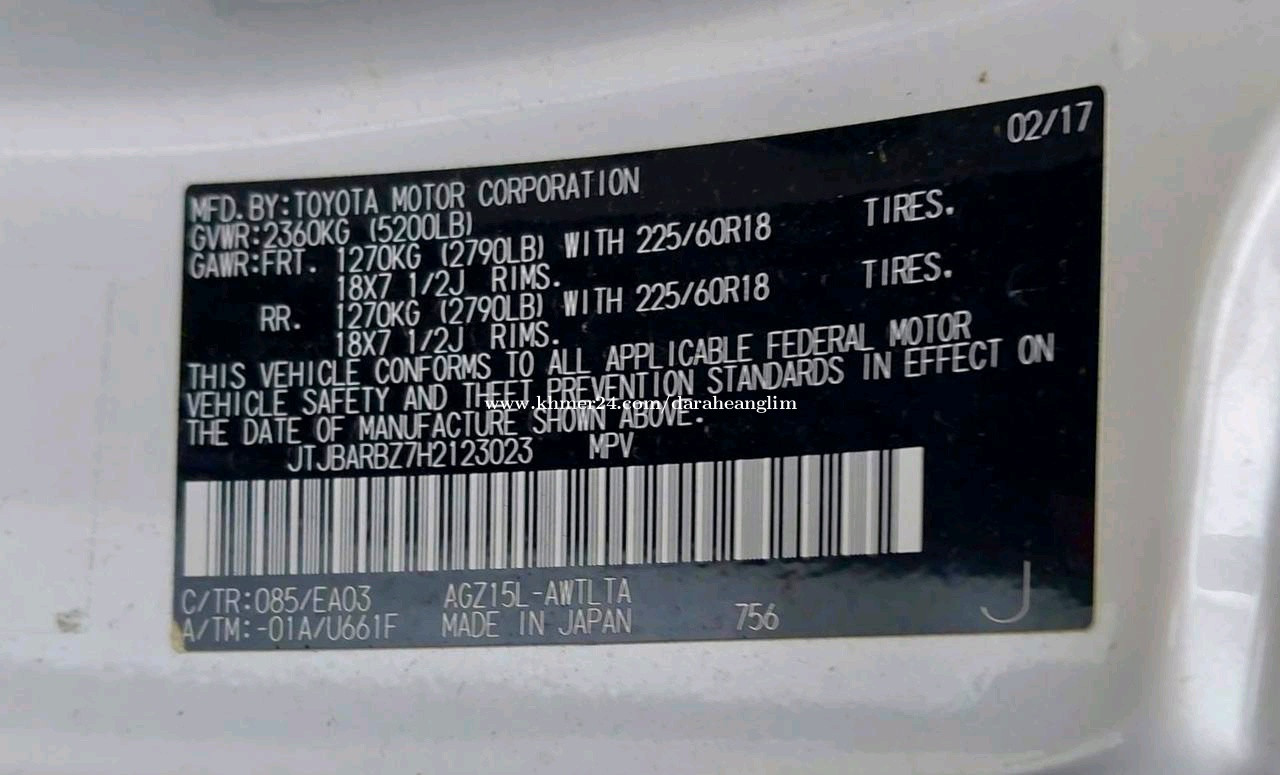 02/17
MFD. BY:TOYOTA MOTOR CORPORATION
GVWR:2360KG (5200LB)
GAWR:FRT. 1270KG (2790LB) WITH 225/60R18 TIRES.
18X7 1/2J RIMS.
RR. 1270KG (2790LB) WITH 225/60R18 TIRES.
18X7 1/2J RIMS.
THIS VEHICLE CONFORMS TO ALL APPLICABLE FEDERAL MOTOR
VEHICLE SAFETY AND THEFT PREVENTION STANDARDS IN EFFECT ON
THE DATE OF MANUFACTURE SHOWN ABOVE.
www.khmer24.com/daraheanglim
JTJBARBZ7H2123023 MPV
C/TR:085/EA03 AGZ15L-AWTLTA
A/TM:-01A/U661F MADE IN JAPAN 756 J